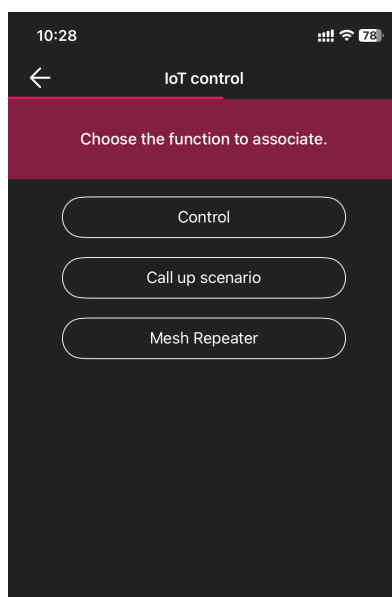 10:28
78
IoT control
Choose the function to associate.
Control
Call up scenario
Mesh Repeater